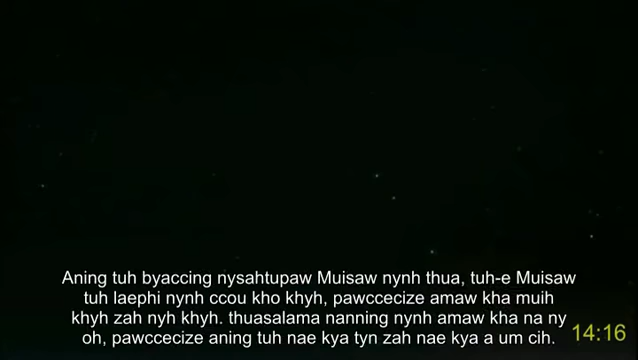 Aning tuh byaccing nysahtupaw Muisaw nynh thua, tuh-e Muisaw
tuh laephi nynh ccou kho khyh, pawccecize amaw kha muih
khyh zah nyh khyh. thuasalama nanning nynh amaw kha na ny
oh, pawccecize aning tuh nae kya tyn zah nae kya a um cih.
14:16